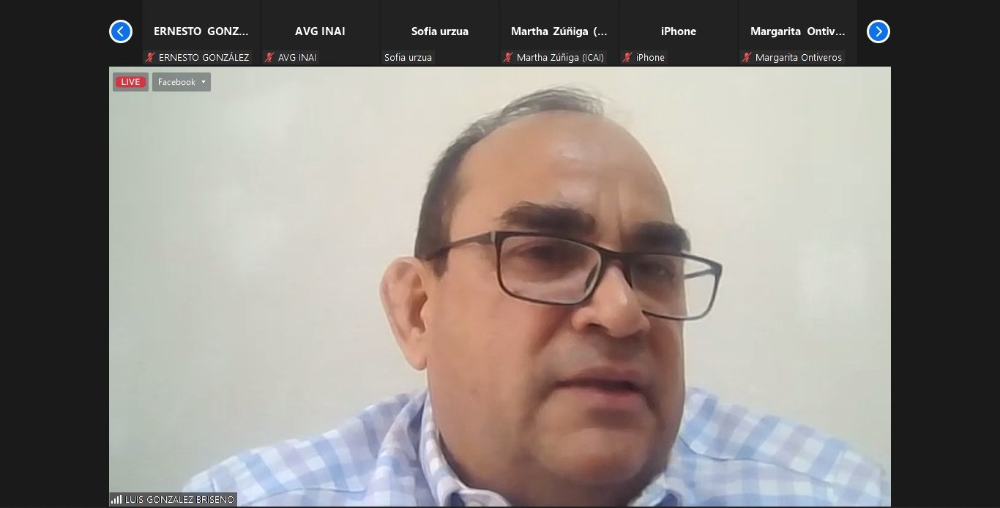 ERNESTO GONZ...
AVG INAI
Sofia urzua
Martha Zúñiga (...
iPhone
Margarita Ontiv...
ERNESTO GONZÁLEZ
AVG INAI
Sofia urzua
Martha Zúñiga (ICAI)
iPhone
Margarita Ontiveros
LIVE
Facebook
LUIS GONZALEZ BRISENO